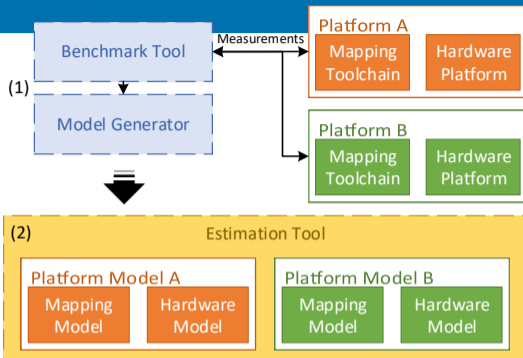 Benchmark Tool
Measurements
(1)
Model Generator
Platform A
Mapping
Toolchain
Hardware
Platform
Platform B
Mapping
Toolchain
Hardware
Platform
(2)
Estimation Tool
Platform Model A
Mapping
Model
Hardware
Model
Platform Model B
Mapping
Model
Hardware
Model